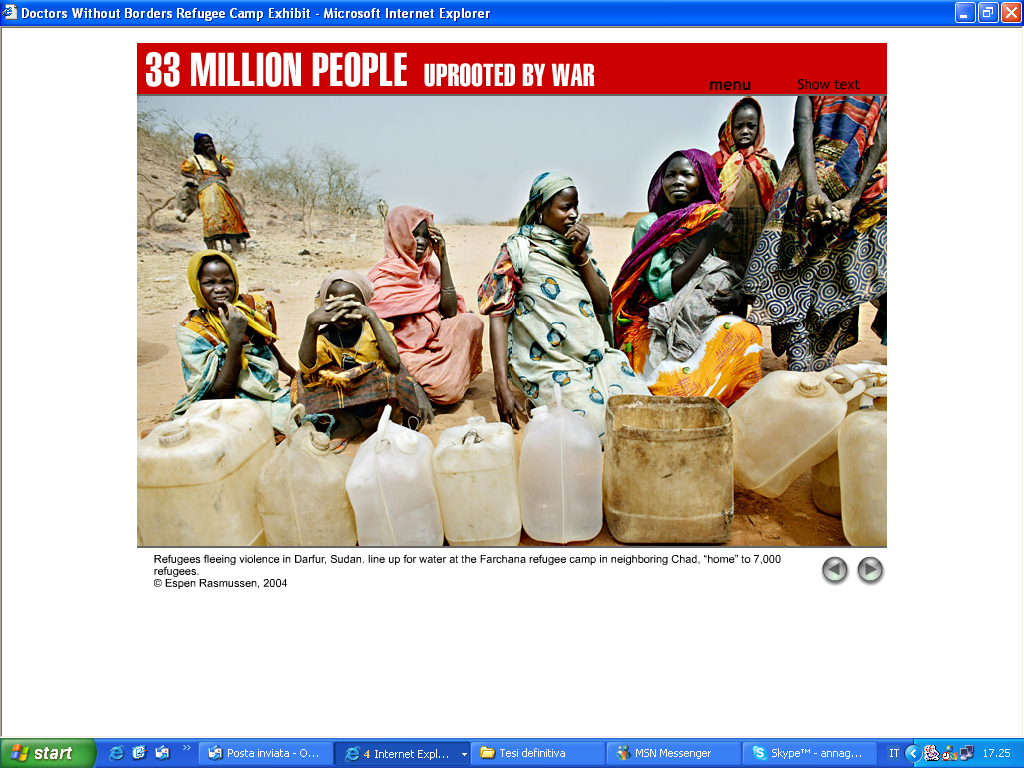 Doctors Without Borders Refugee Camp Exhibit - Microsoft Internet Explorer
33 MILLION PEOPLE UPROOTED BY WAR
menu Show text
Refugees fleeing violence in Darfur, Sudan. line up for water at the Farchana refugee camp in neighboring Chad, “home” to 7,000
refugees.
© Espen Rasmussen, 2004
start » Posta inviata - O... 4 Internet Expl... Tesi definitiva MSN Messenger Skype™ - annag... IT 17.25